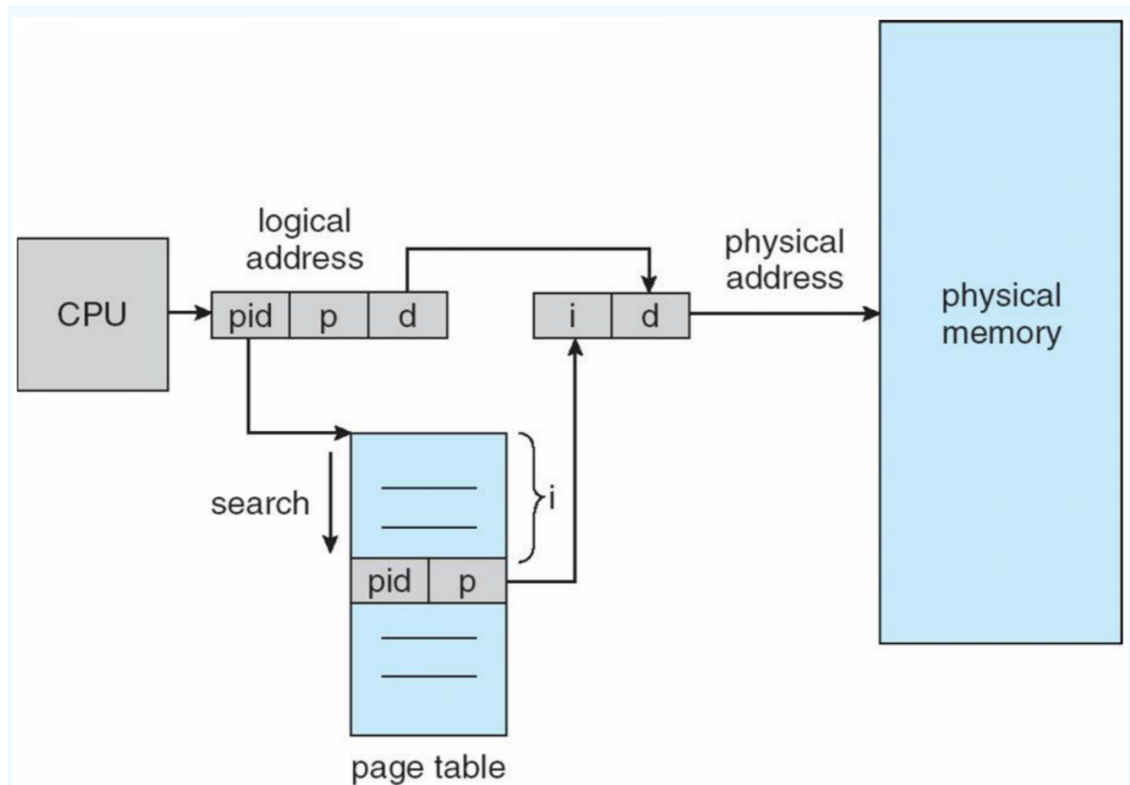 logical
address
physical
address
CPU
pid p d
i d
physical
memory
search
i
pid p
page table